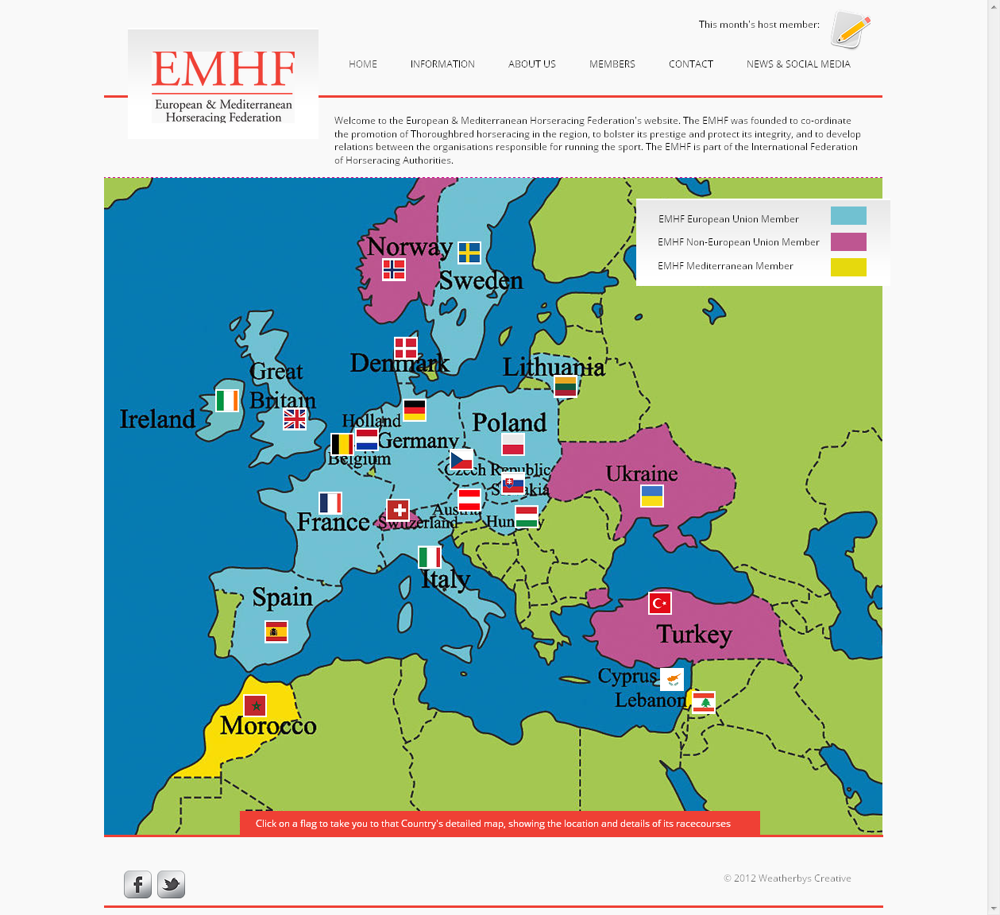 This month's host member:
EMHF
European & Mediterranean
Horseracing Federation
HOME INFORMATION ABOUT US MEMBERS CONTACT NEWS & SOCIAL MEDIA
Welcome to the European & Mediterranean Horseracing Federation's website. The EMHF was founded to co-ordinate
the promotion of Thoroughbred horseracing in the region, to bolster its prestige and protect its integrity, and to develop
relations between the organisations responsible for running the sport. The EMHF is part of the International Federation
of Horseracing Authorities.
EMHF European Union Member
EMHF Non-European Union Member
EMHF Mediterranean Member
Norway
Sweden
Denmark
Lithuania
Great
Britain
Ireland
Holland
Poland
Germany
Belgium
Czech Republic
Slovakia
Ukraine
Austria
France
Switzerland
Hungary
Italy
Spain
Turkey
Cyprus
Lebanon
Morocco
Click on a flag to take you to that Country's detailed map, showing the location and details of its racecourses
© 2012 Weatherbys Creative